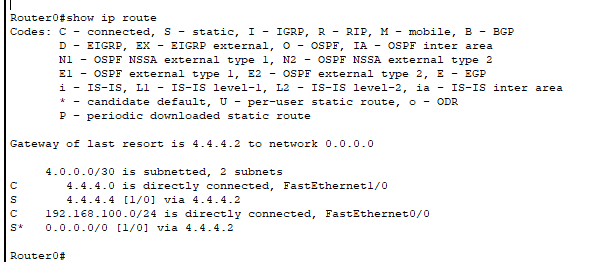 Router0#show ip route
Codes: C - connected, S - static, I - IGRP, R - RIP, M - mobile, B - BGP
       D - EIGRP, EX - EIGRP external, O - OSPF, IA - OSPF inter area
       N1 - OSPF NSSA external type 1, N2 - OSPF NSSA external type 2
       E1 - OSPF external type 1, E2 - OSPF external type 2, E - EGP
       i - IS-IS, L1 - IS-IS level-1, L2 - IS-IS level-2, ia - IS-IS inter area
       * - candidate default, U - per-user static route, o - ODR
       P - periodic downloaded static route
Gateway of last resort is 4.4.4.2 to network 0.0.0.0
     4.0.0.0/30 is subnetted, 2 subnets
C       4.4.4.0 is directly connected, FastEthernet1/0
S       4.4.4.4 [1/0] via 4.4.4.2
C    192.168.100.0/24 is directly connected, FastEthernet0/0
S*   0.0.0.0/0 [1/0] via 4.4.4.2
Router0#